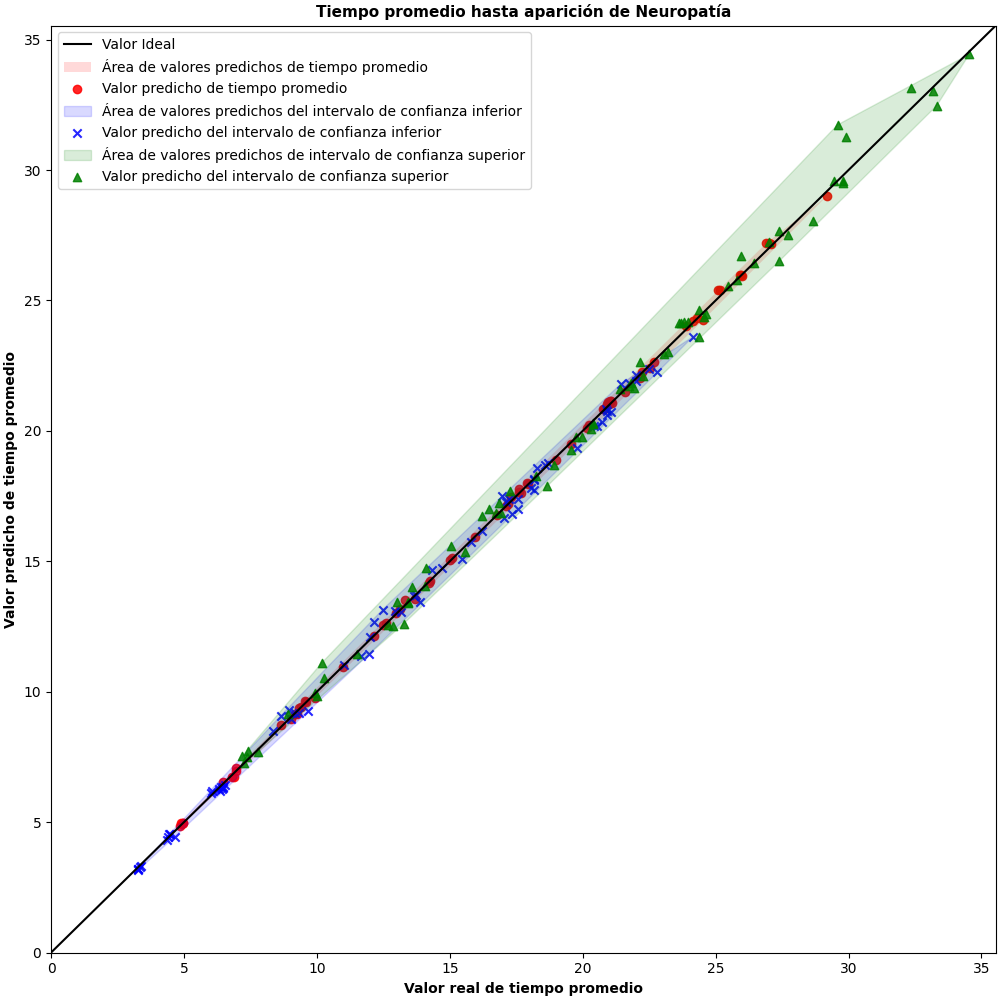 Tiempo promedio hasta aparición de Neuropatía
Valor Ideal
Área de valores predichos de tiempo promedio
Valor predicho de tiempo promedio
Área de valores predichos del intervalo de confianza inferior
Valor predicho del intervalo de confianza inferior
Área de valores predichos de intervalo de confianza superior
Valor predicho del intervalo de confianza superior
Valor predicho de tiempo promedio
35
30
25
20
15
10
5
0
0 5 10 15 20 25 30 35
Valor real de tiempo promedio